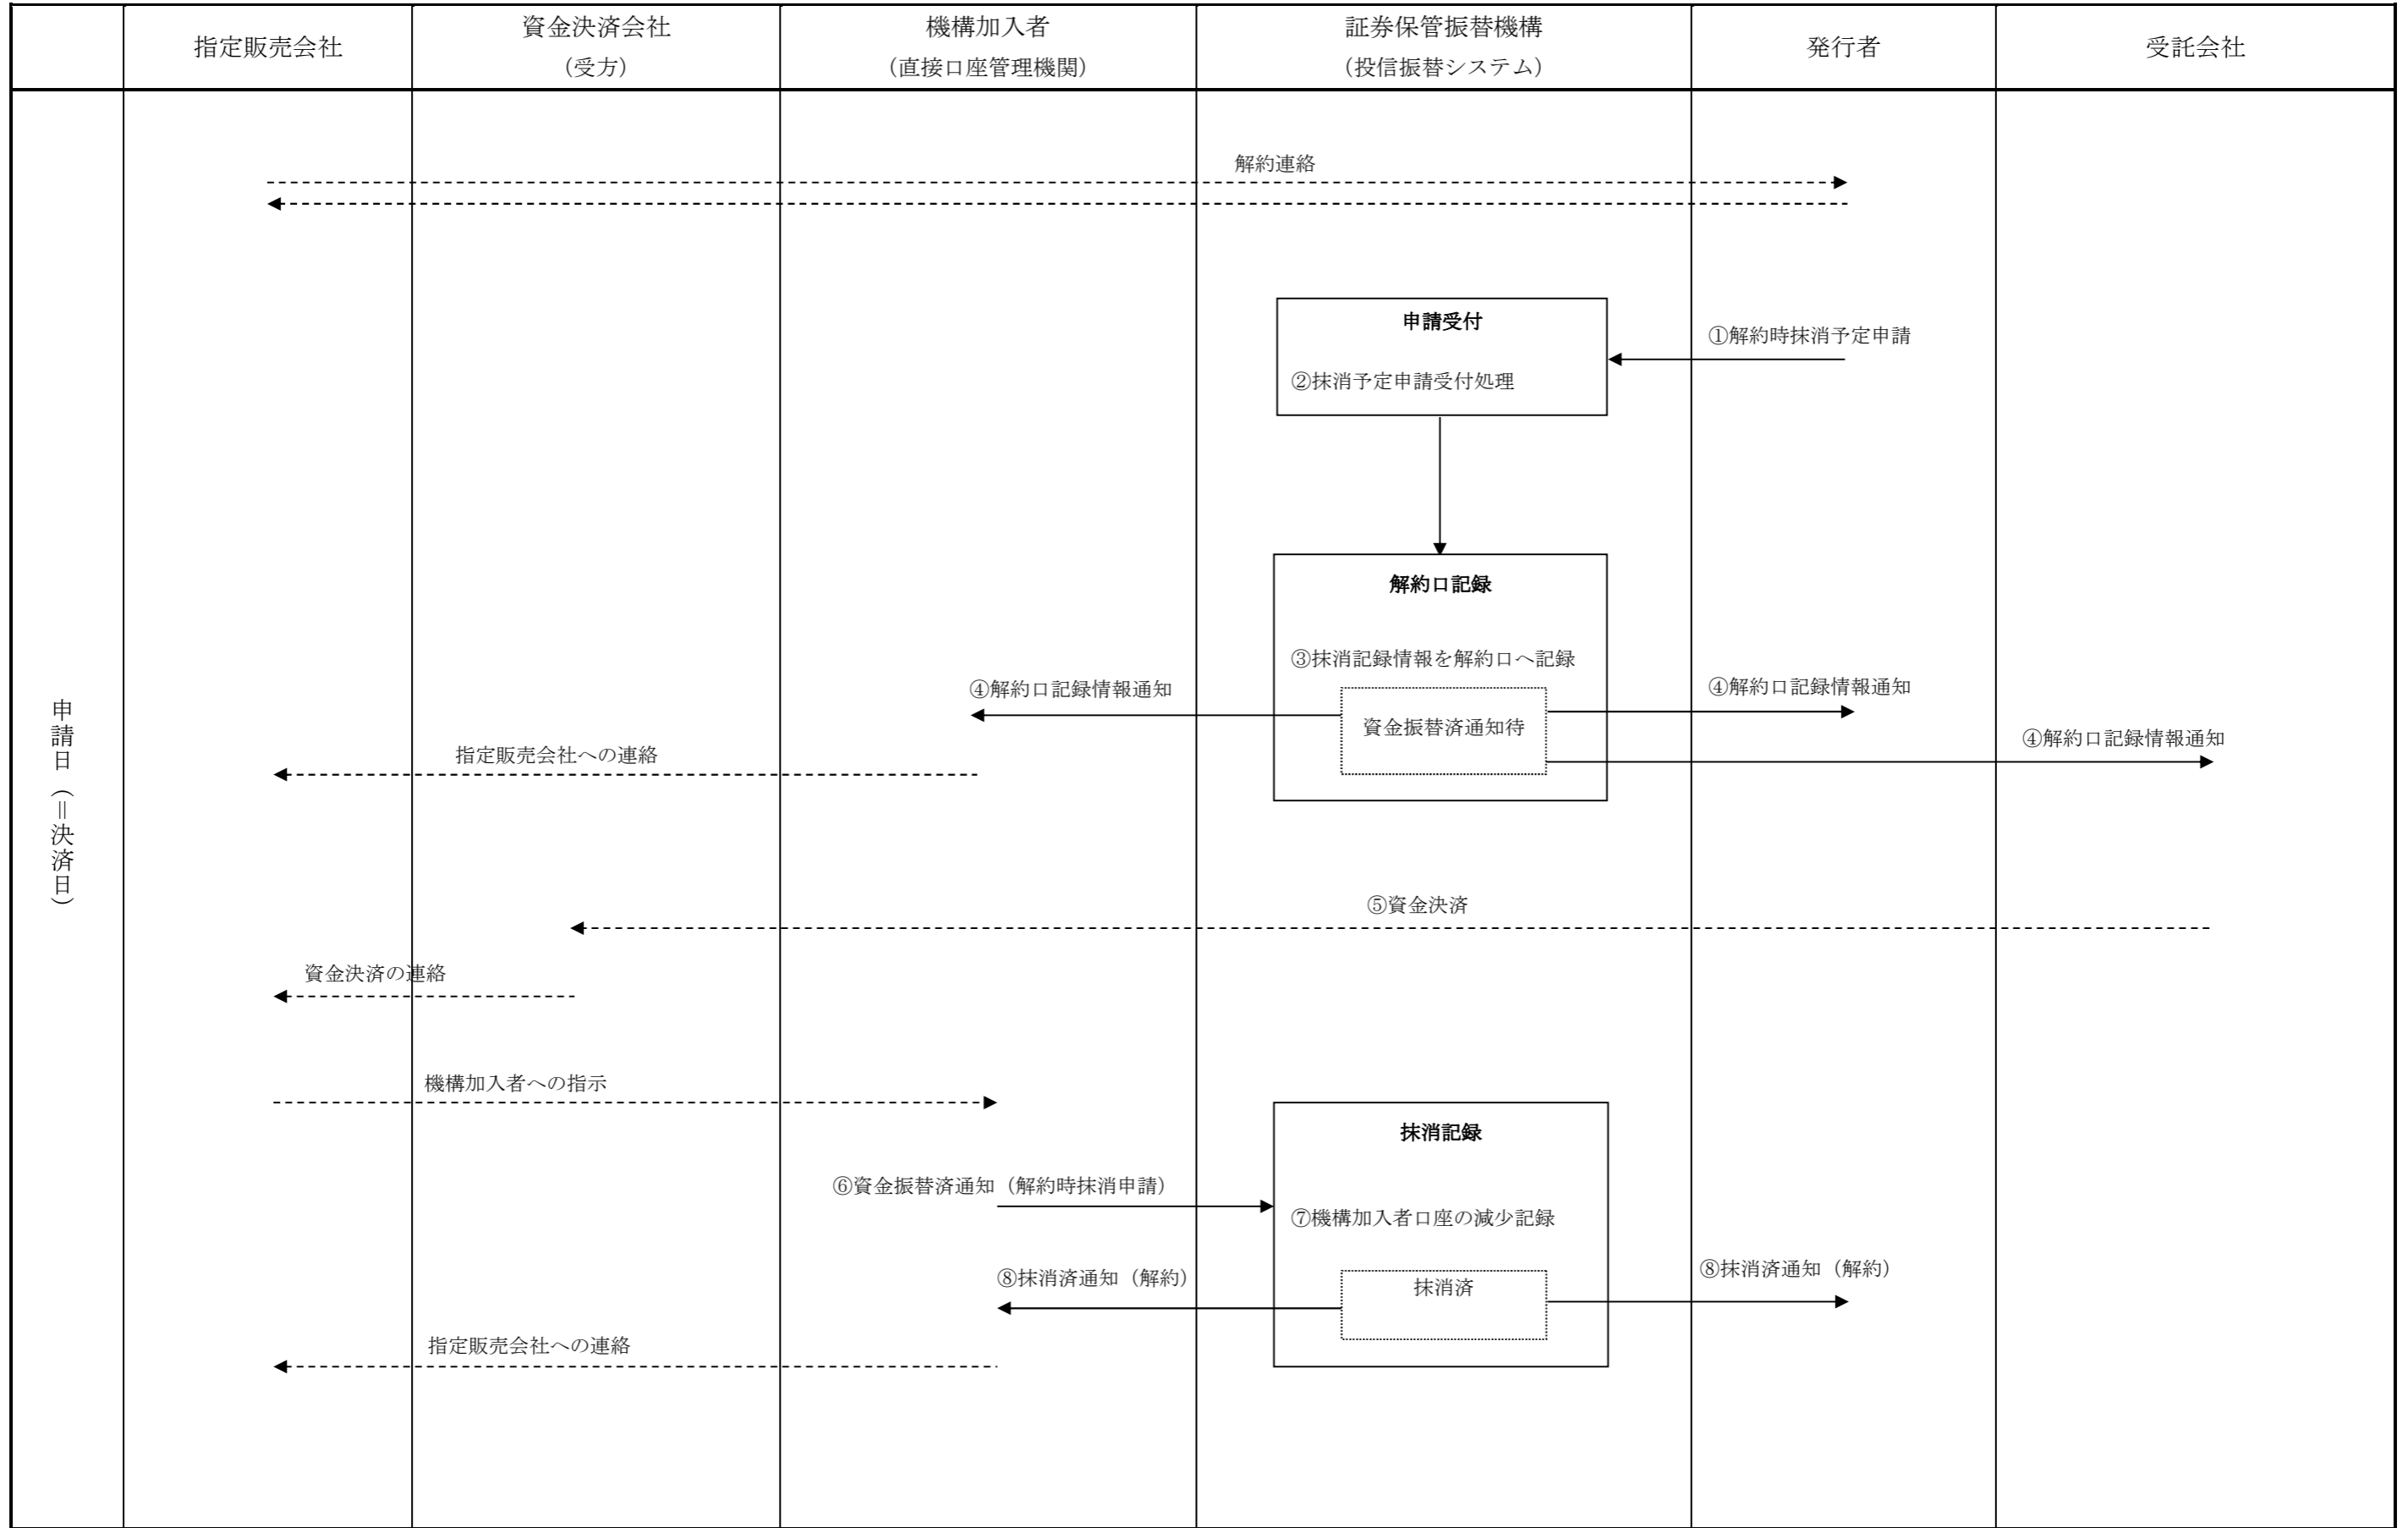 指定販売会社
資金決済会社
（受方）
機構加入者
（直接口座管理機関）
証券保管振替機構
（投信振替システム）
発行者
受託会社
申請日（＝決済日）
解約連絡
申請受付
①解約時抹消予定申請
②抹消予定申請受付処理
解約口記録
③抹消記録情報を解約口へ記録
④解約口記録情報通知
④解約口記録情報通知
資金振替済通知待
④解約口記録情報通知
指定販売会社への連絡
⑤資金決済
資金決済の連絡
機構加入者への指示
抹消記録
⑥資金振替済通知（解約時抹消申請）
⑦機構加入者口座の減少記録
⑧抹消済通知（解約）
抹消済
⑧抹消済通知（解約）
指定販売会社への連絡